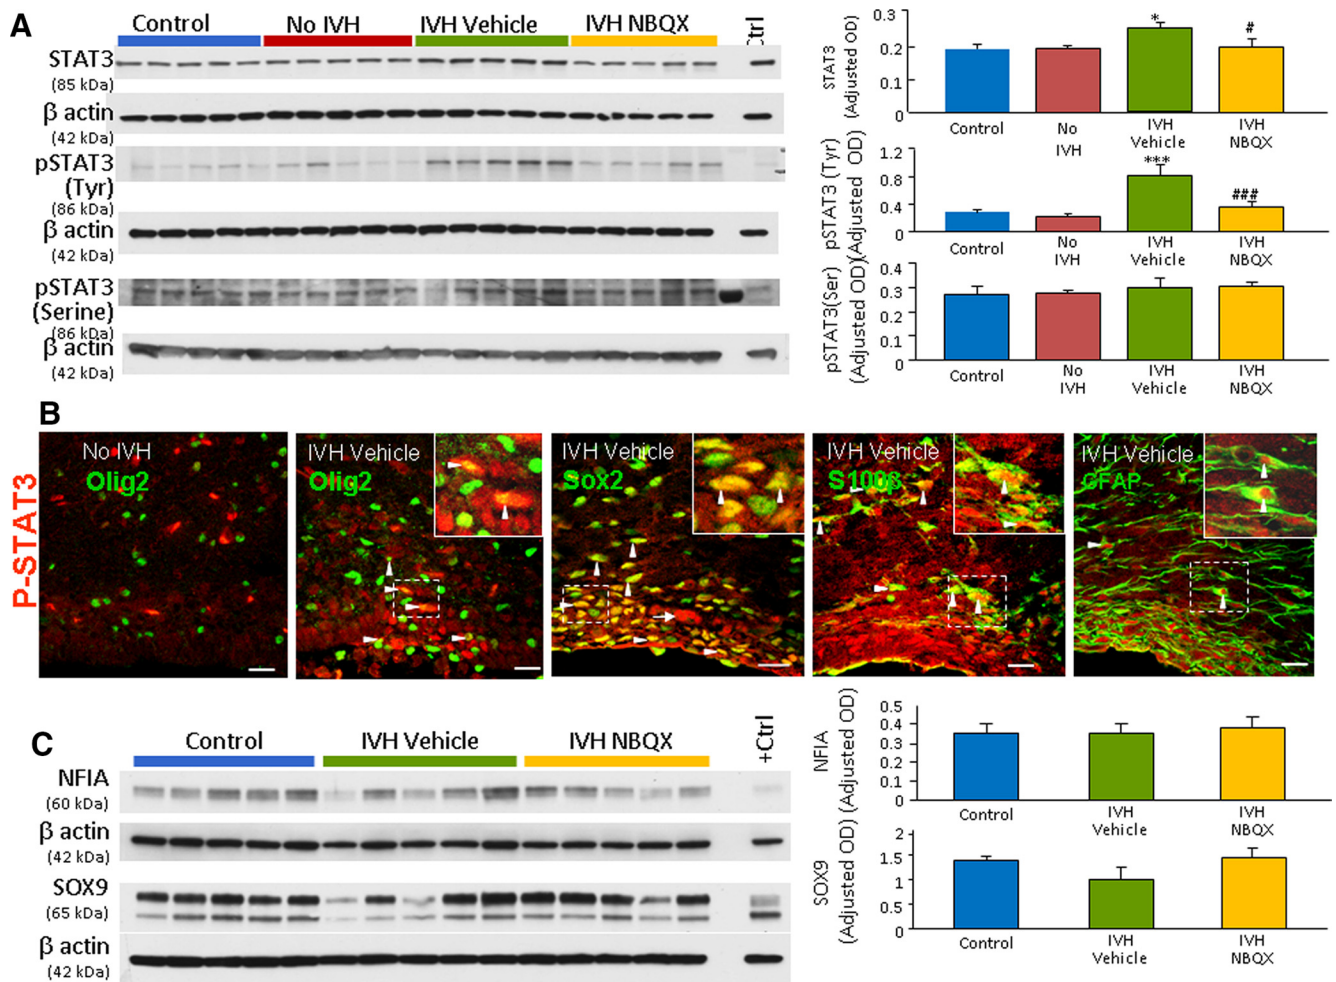 A
Control
No IVH
IVH Vehicle
IVH NBQX
STAT3
(85 kDa)
β actin
(42 kDa)
pSTAT3
(Tyr)
(86 kDa)
β actin
(42 kDa)
pSTAT3
(Serine)
(86 kDa)
β actin
(42 kDa)
STAT3
(Adjusted OD)
0.3
0.2
0.1
0
*
#
Control
No
IVH
IVH
Vehicle
IVH
NBQX
pSTAT3 (Tyr)
(Adjusted OD)
1.2
0.8
0.4
0
***
###
Control
No
IVH
IVH
Vehicle
IVH
NBQX
pSTAT3(Ser)
(Adjusted OD)
0.4
0.3
0.2
0.1
0
Control
No
IVH
IVH
Vehicle
IVH
NBQX
B
P-STAT3
No IVH
Olig2
IVH Vehicle
Olig2
IVH Vehicle
Sox2
IVH Vehicle
S100β
IVH Vehicle
GFAP
C
Control
IVH Vehicle
IVH NBQX
+Ctrl
NFIA
(60 kDa)
β actin
(42 kDa)
SOX9
(65 kDa)
β actin
(42 kDa)
NFIA
(Adjusted OD)
0.5
0.4
0.3
0.2
0.1
0
Control
IVH
Vehicle
IVH
NBQX
SOX9
(Adjusted OD)
2
1.5
1
0.5
0
Control
IVH
Vehicle
IVH
NBQX